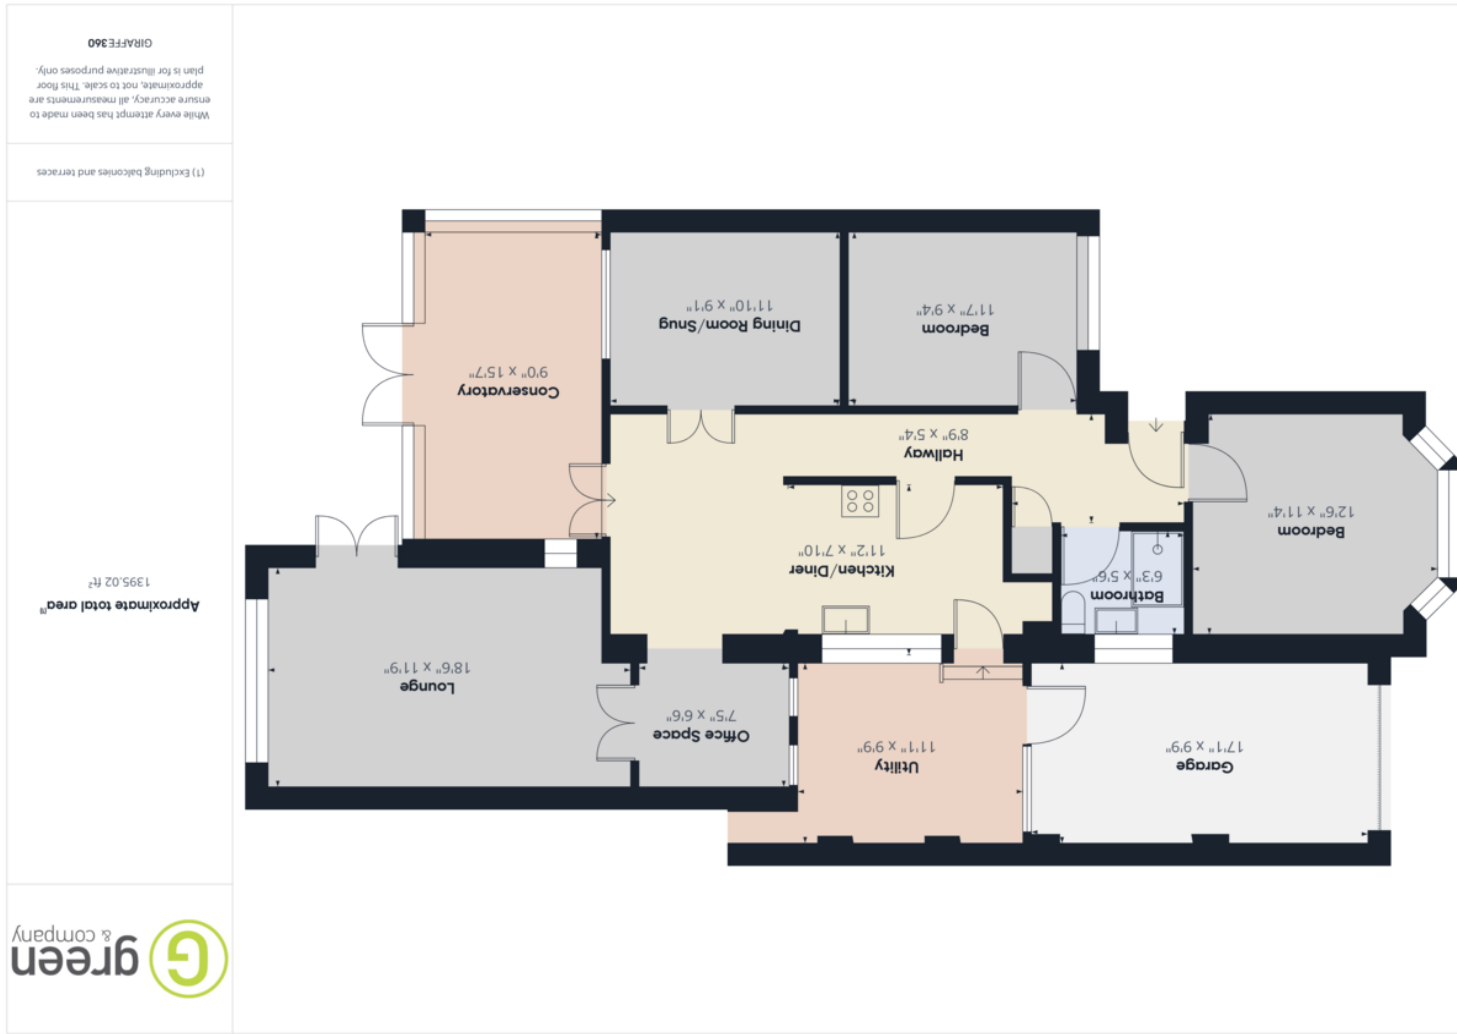 green
& company
Garage
17'1" x 9'9"
Utility
11'1" x 9'9"
Office Space
7'5" x 6'6"
Lounge
18'6" x 11'9"
Approximate total area(1)
1395.02 ft²
Bathroom
6'3" x 5'6"
Kitchen/Diner
11'2" x 7'10"
Bedroom
12'6" x 11'4"
Hallway
8'9" x 5'4"
Conservatory
9'0" x 15'7"
Bedroom
11'7" x 9'4"
Dining Room/Snug
11'10" x 9'1"
(1) Excluding balconies and terraces
While every attempt has been made to
ensure accuracy, all measurements are
approximate, not to scale. This floor
plan is for illustrative purposes only.
GIRAFFE360